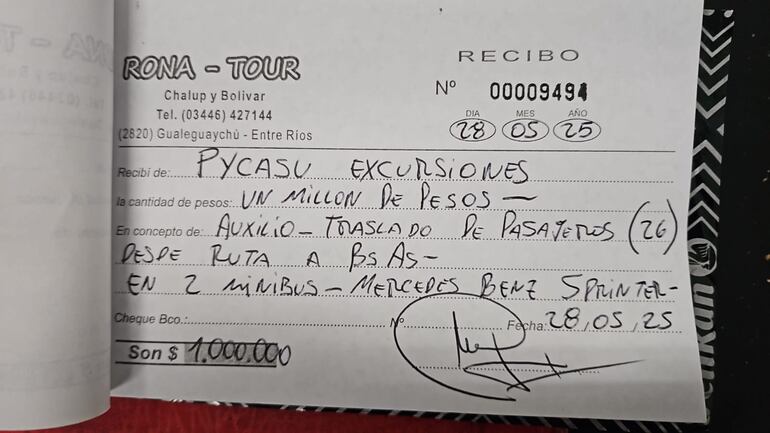 RONA - TOUR
Chalup y Bolivar
Tel. (03446) 427144
(2820) Gualeguaychú - Entre Ríos
RECIBO
Nº 00009494
DIA MES AÑO
28 05 25
Recibí de: PYCASU EXCURSIONES
la cantidad de pesos: UN MILLON DE PESOS —
En concepto de: AUXILIO - TRASLADO DE PASAJEROS (26)
DESDE RUTA A BS AS -
EN 2 MINIBUS - MERCEDES BENZ SPRINTER -
Cheque Bco.: Nº Fecha: 28,05,25
Son $ 1.000.000